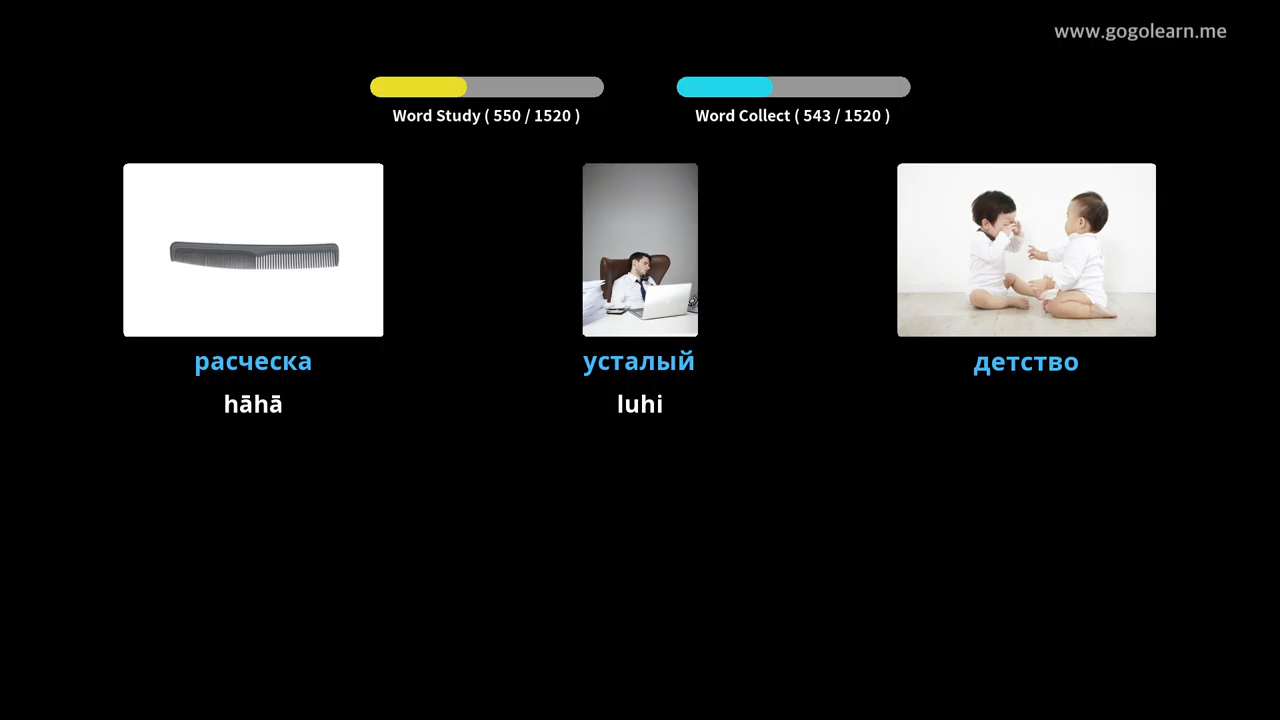 www.gogolearn.me
Word Study ( 550 / 1520 )
Word Collect ( 543 / 1520 )
расческа
усталый
детство
hāhā
luhi